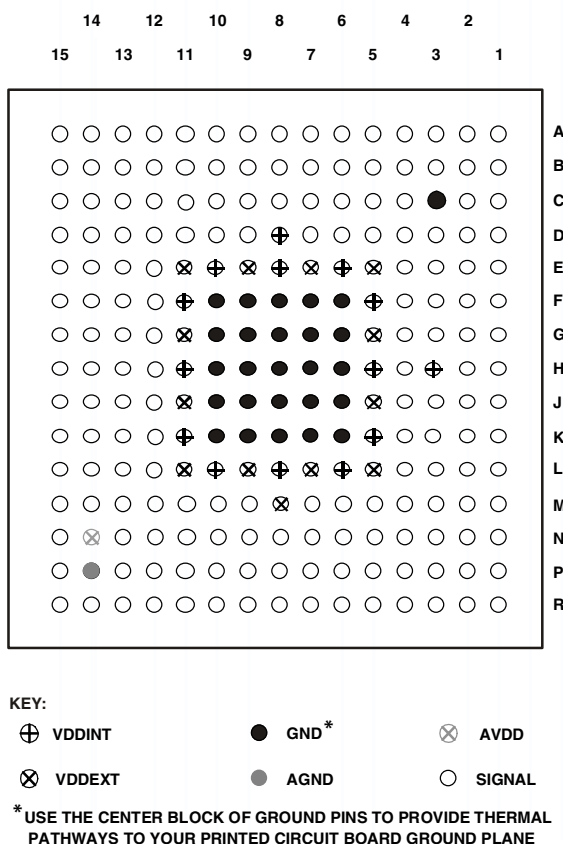 14 12 10 8 6 4 2
15 13 11 9 7 5 3 1
A
B
C
D
E
F
G
H
J
K
L
M
N
P
R
KEY:
VDDINT GND* AVDD
VDDEXT AGND SIGNAL
*USE THE CENTER BLOCK OF GROUND PINS TO PROVIDE THERMAL
PATHWAYS TO YOUR PRINTED CIRCUIT BOARD GROUND PLANE